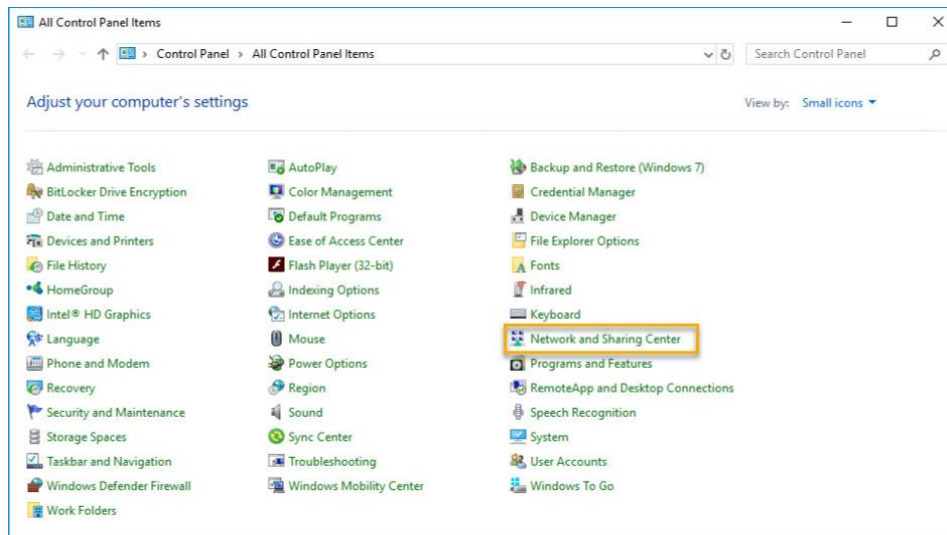 All Control Panel Items
Control Panel > All Control Panel Items
Search Control Panel
Adjust your computer's settings
View by: Small icons
Administrative Tools AutoPlay Backup and Restore (Windows 7)
BitLocker Drive Encryption Color Management Credential Manager
Date and Time Default Programs Device Manager
Devices and Printers Ease of Access Center File Explorer Options
File History Flash Player (32-bit) Fonts
HomeGroup Indexing Options Infrared
Intel® HD Graphics Internet Options Keyboard
Language Mouse Network and Sharing Center
Phone and Modem Power Options Programs and Features
Recovery Region RemoteApp and Desktop Connections
Security and Maintenance Sound Speech Recognition
Storage Spaces Sync Center System
Taskbar and Navigation Troubleshooting User Accounts
Windows Defender Firewall Windows Mobility Center Windows To Go
Work Folders